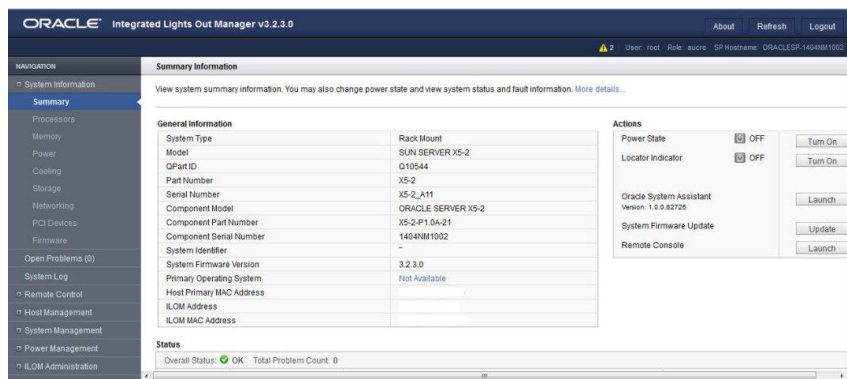 ORACLE® Integrated Lights Out Manager v3.2.3.0
About Refresh Logout
2 User: root Role: aucro SP Hostname: ORACLESP-1404NM1002
NAVIGATION
System Information
Summary
Processors
Memory
Power
Cooling
Storage
Networking
PCI Devices
Firmware
Open Problems (0)
System Log
Remote Control
Host Management
System Management
Power Management
ILOM Administration
Summary Information
View system summary information. You may also change power state and view system status and fault information. More details...
General Information
System Type Rack Mount
Model SUN SERVER X5-2
QPart ID Q10544
Part Number X5-2
Serial Number X5-2_A11
Component Model ORACLE SERVER X5-2
Component Part Number X5-2-P1.0A-21
Component Serial Number 1404NM1002
System Identifier -
System Firmware Version 3.2.3.0
Primary Operating System Not Available
Host Primary MAC Address
ILOM Address
ILOM MAC Address
Actions
Power State OFF Turn On
Locator Indicator OFF Turn On
Oracle System Assistant Launch
Version: 1.0.0.82725
System Firmware Update Update
Remote Console Launch
Status
Overall Status: OK Total Problem Count: 0